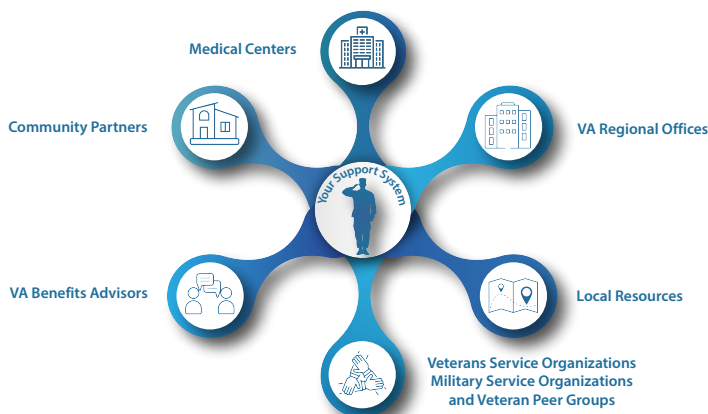 Medical Centers
Community Partners
VA Regional Offices
Your Support System
VA Benefits Advisors
Local Resources
Veterans Service Organizations
Military Service Organizations
and Veteran Peer Groups